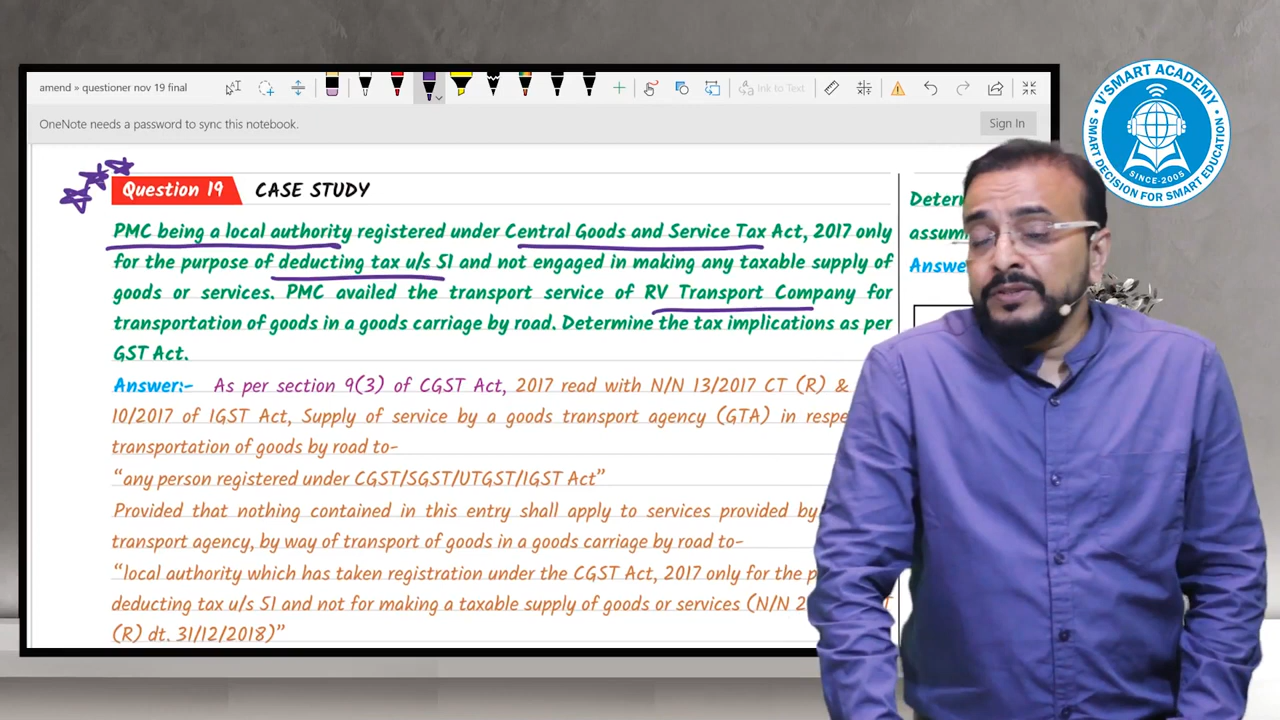 amend » questioner nov 19 final
Ink to Text
OneNote needs a password to sync this notebook.
Sign In
V'SMART ACADEMY
SMART DECISION FOR SMART EDUCATION
SINCE-2005
Question 19 CASE STUDY
PMC being a local authority registered under Central Goods and Service Tax Act, 2017 only
for the purpose of deducting tax u/s 51 and not engaged in making any taxable supply of
goods or services. PMC availed the transport service of RV Transport Company for
transportation of goods in a goods carriage by road. Determine the tax implications as per
GST Act.
Answer:- As per section 9(3) of CGST Act, 2017 read with N/N 13/2017 CT (R) &
10/2017 of IGST Act, Supply of service by a goods transport agency (GTA) in
transportation of goods by road to-
"any person registered under CGST/SGST/UTGST/IGST Act"
Provided that nothing contained in this entry shall apply to services provided by
transport agency, by way of transport of goods in a goods carriage by road to-
"local authority which has taken registration under the CGST Act, 2017 only for the
deducting tax u/s 51 and not for making a taxable supply of goods or services (N/N
(R) dt. 31/12/2018)"